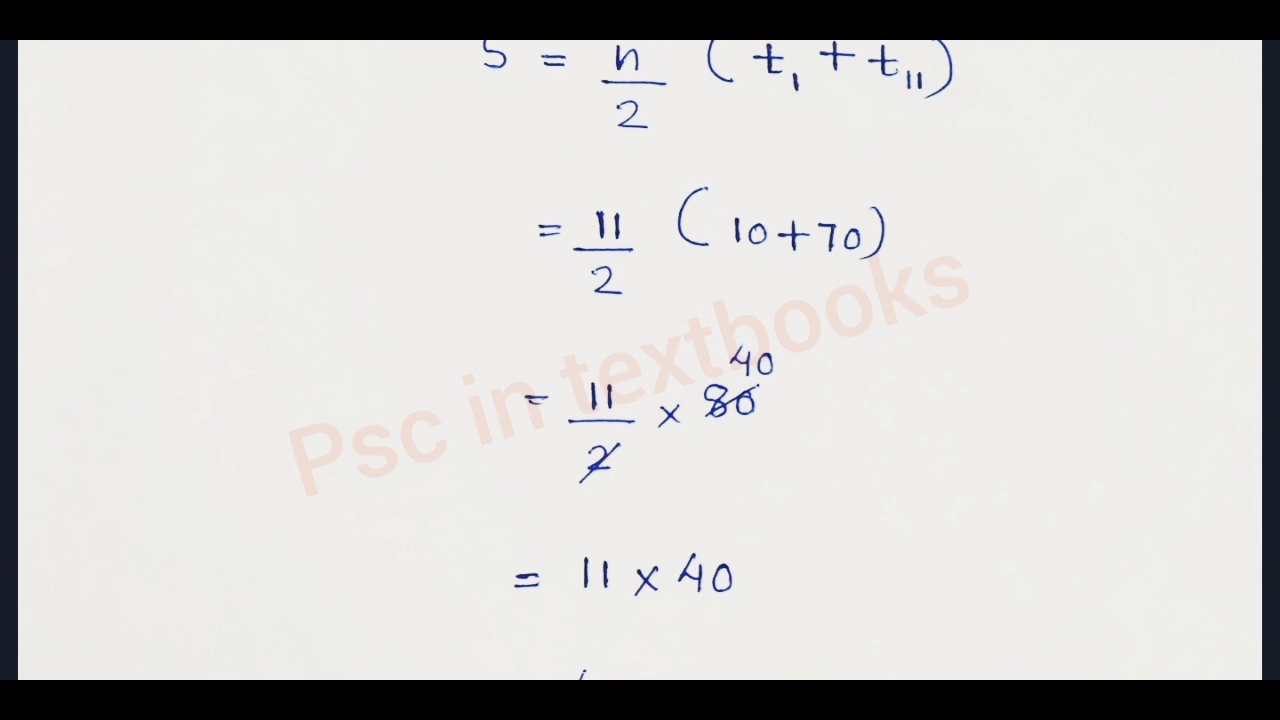 S = n/2 ( t₁ + t₁₁ )
= 11/2 ( 10 + 70 )
40
= 11/2 × 80
= 11 × 40
Psc in textbooks